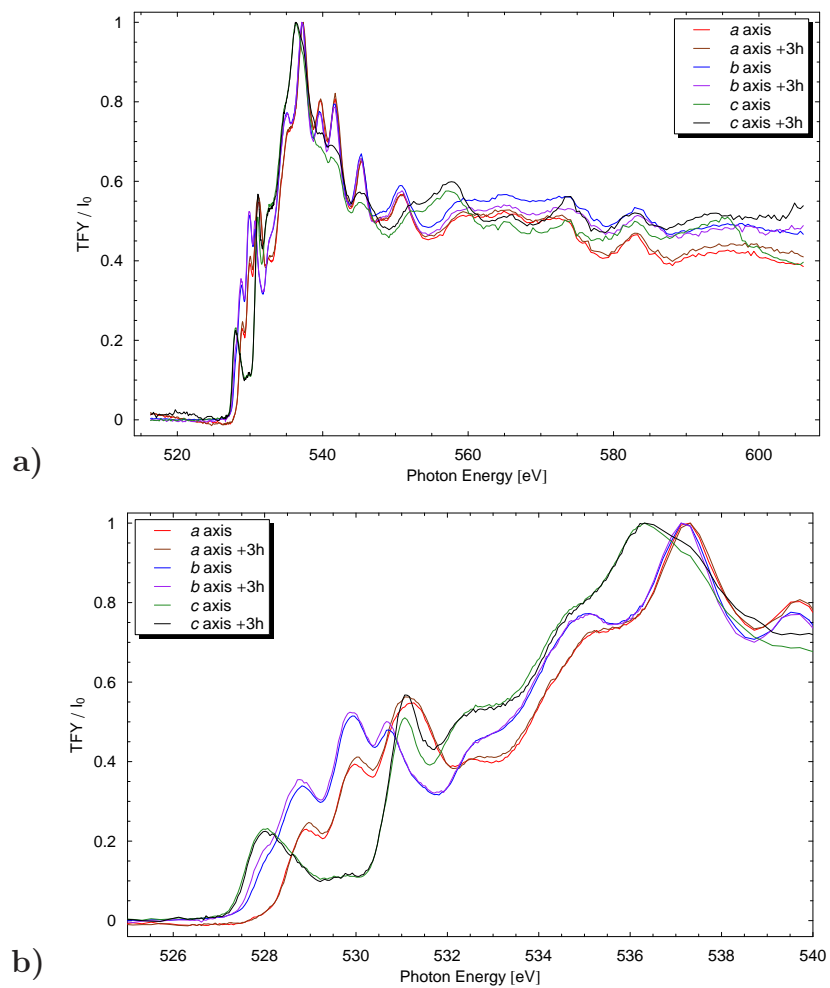 1
0.8
0.6
0.4
0.2
0
TFY / I0
a axis
a axis +3h
b axis
b axis +3h
c axis
c axis +3h
520 540 560 580 600
Photon Energy [eV]
a)
1
0.8
0.6
0.4
0.2
0
TFY / I0
a axis
a axis +3h
b axis
b axis +3h
c axis
c axis +3h
526 528 530 532 534 536 538 540
Photon Energy [eV]
b)